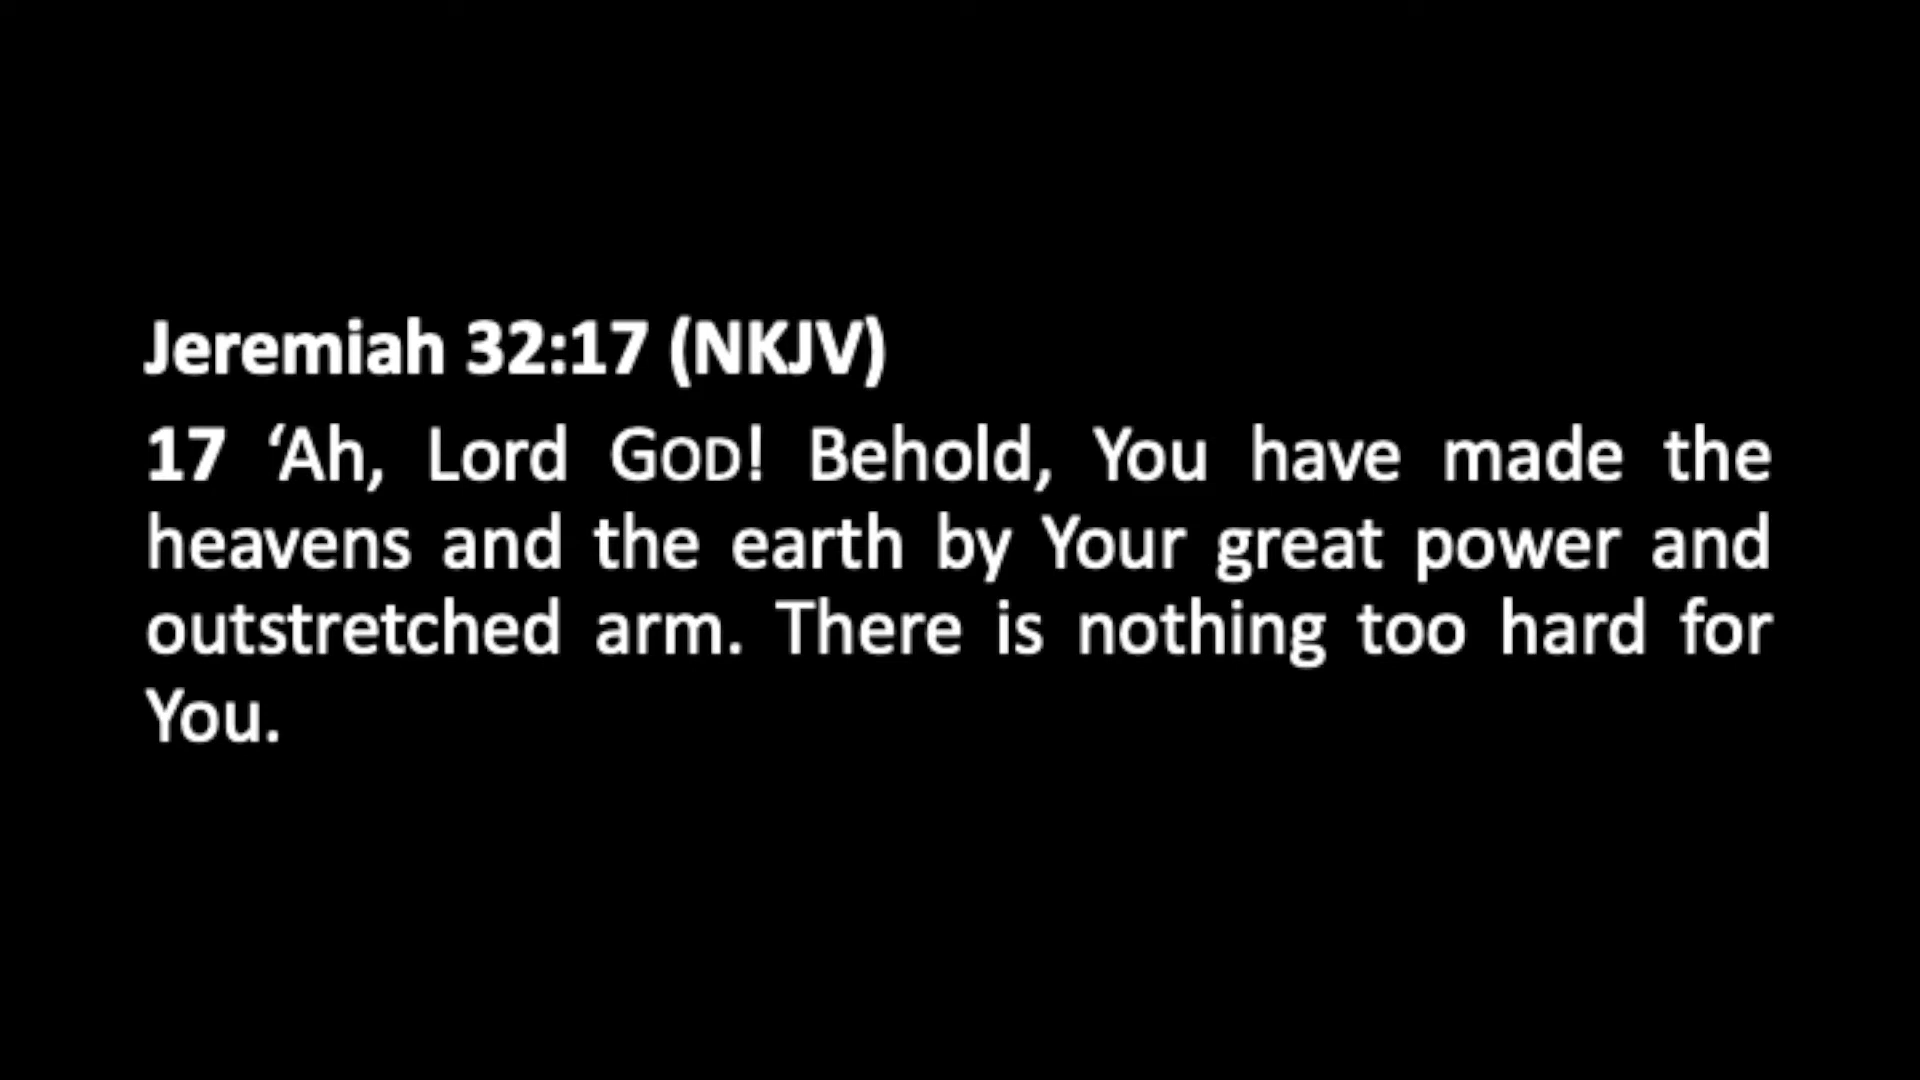 Jeremiah 32:17 (NKJV)
17 ‘Ah, Lord GOD! Behold, You have made the
heavens and the earth by Your great power and
outstretched arm. There is nothing too hard for
You.